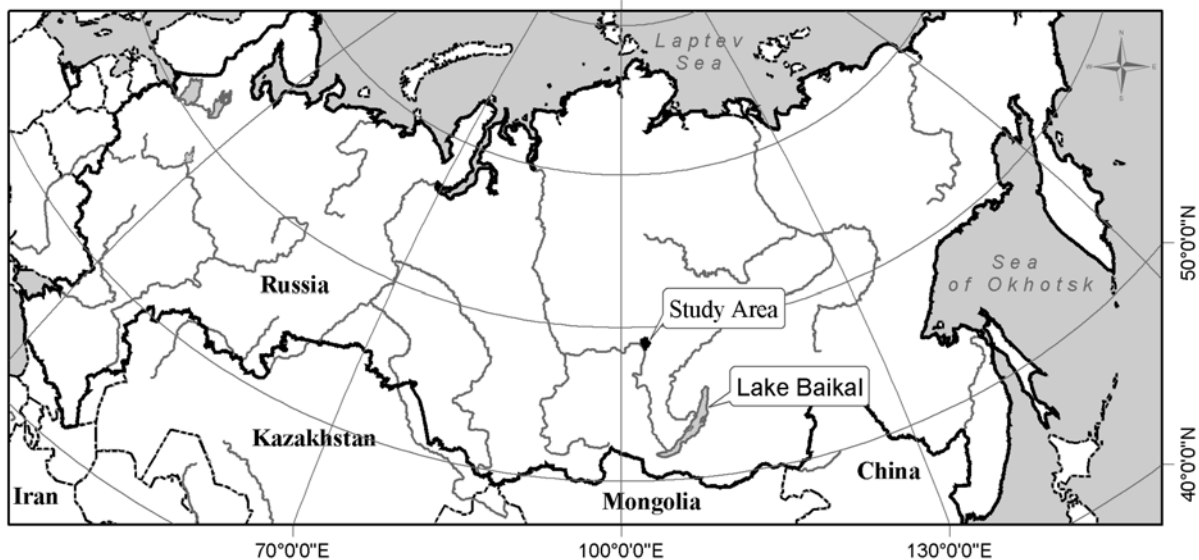 Laptev
Sea
N
W
E
S
50°0'0"N
Sea
of Okhotsk
Russia
Study Area
Lake Baikal
Kazakhstan
China
40°0'0"N
Iran
Mongolia
70°0'0"E
100°0'0"E
130°0'0"E